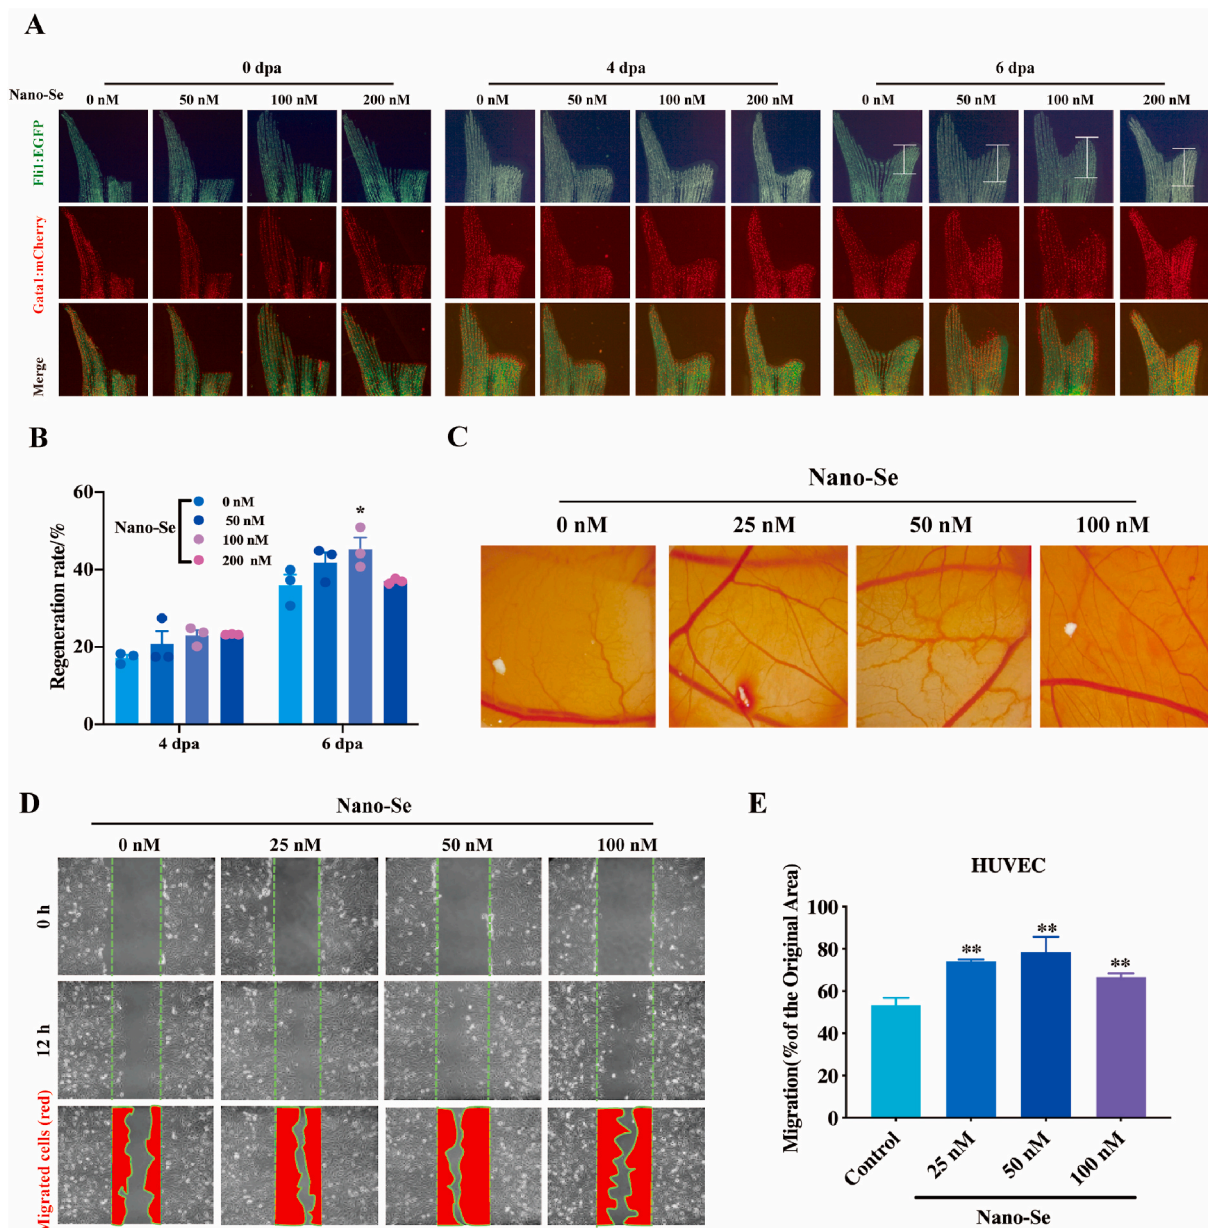 A
0 dpa
4 dpa
6 dpa
Nano-Se
0 nM
50 nM
100 nM
200 nM
0 nM
50 nM
100 nM
200 nM
0 nM
50 nM
100 nM
200 nM
Fli1:EGFP
Gata1:mCherry
Merge
B
Regeneration rate/%
60
40
20
0
Nano-Se
0 nM
50 nM
100 nM
200 nM
*
4 dpa
6 dpa
C
Nano-Se
0 nM
25 nM
50 nM
100 nM
D
Nano-Se
0 nM
25 nM
50 nM
100 nM
0 h
12 h
Migrated cells (red)
E
HUVEC
Migration(%of the Original Area)
100
80
60
40
20
0
**
**
**
Control
25 nM
50 nM
100 nM
Nano-Se